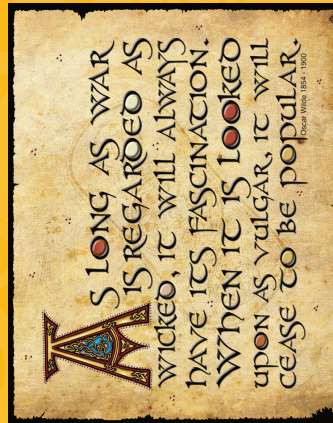 AS LONG AS WAR
IS REGARDED AS
WICKED, IT WILL ALWAYS
HAVE ITS FASCINATION.
WHEN IT IS LOOKED
UPON AS VULGAR, IT WILL
CEASE TO BE POPULAR.
Oscar Wilde 1854 - 1900